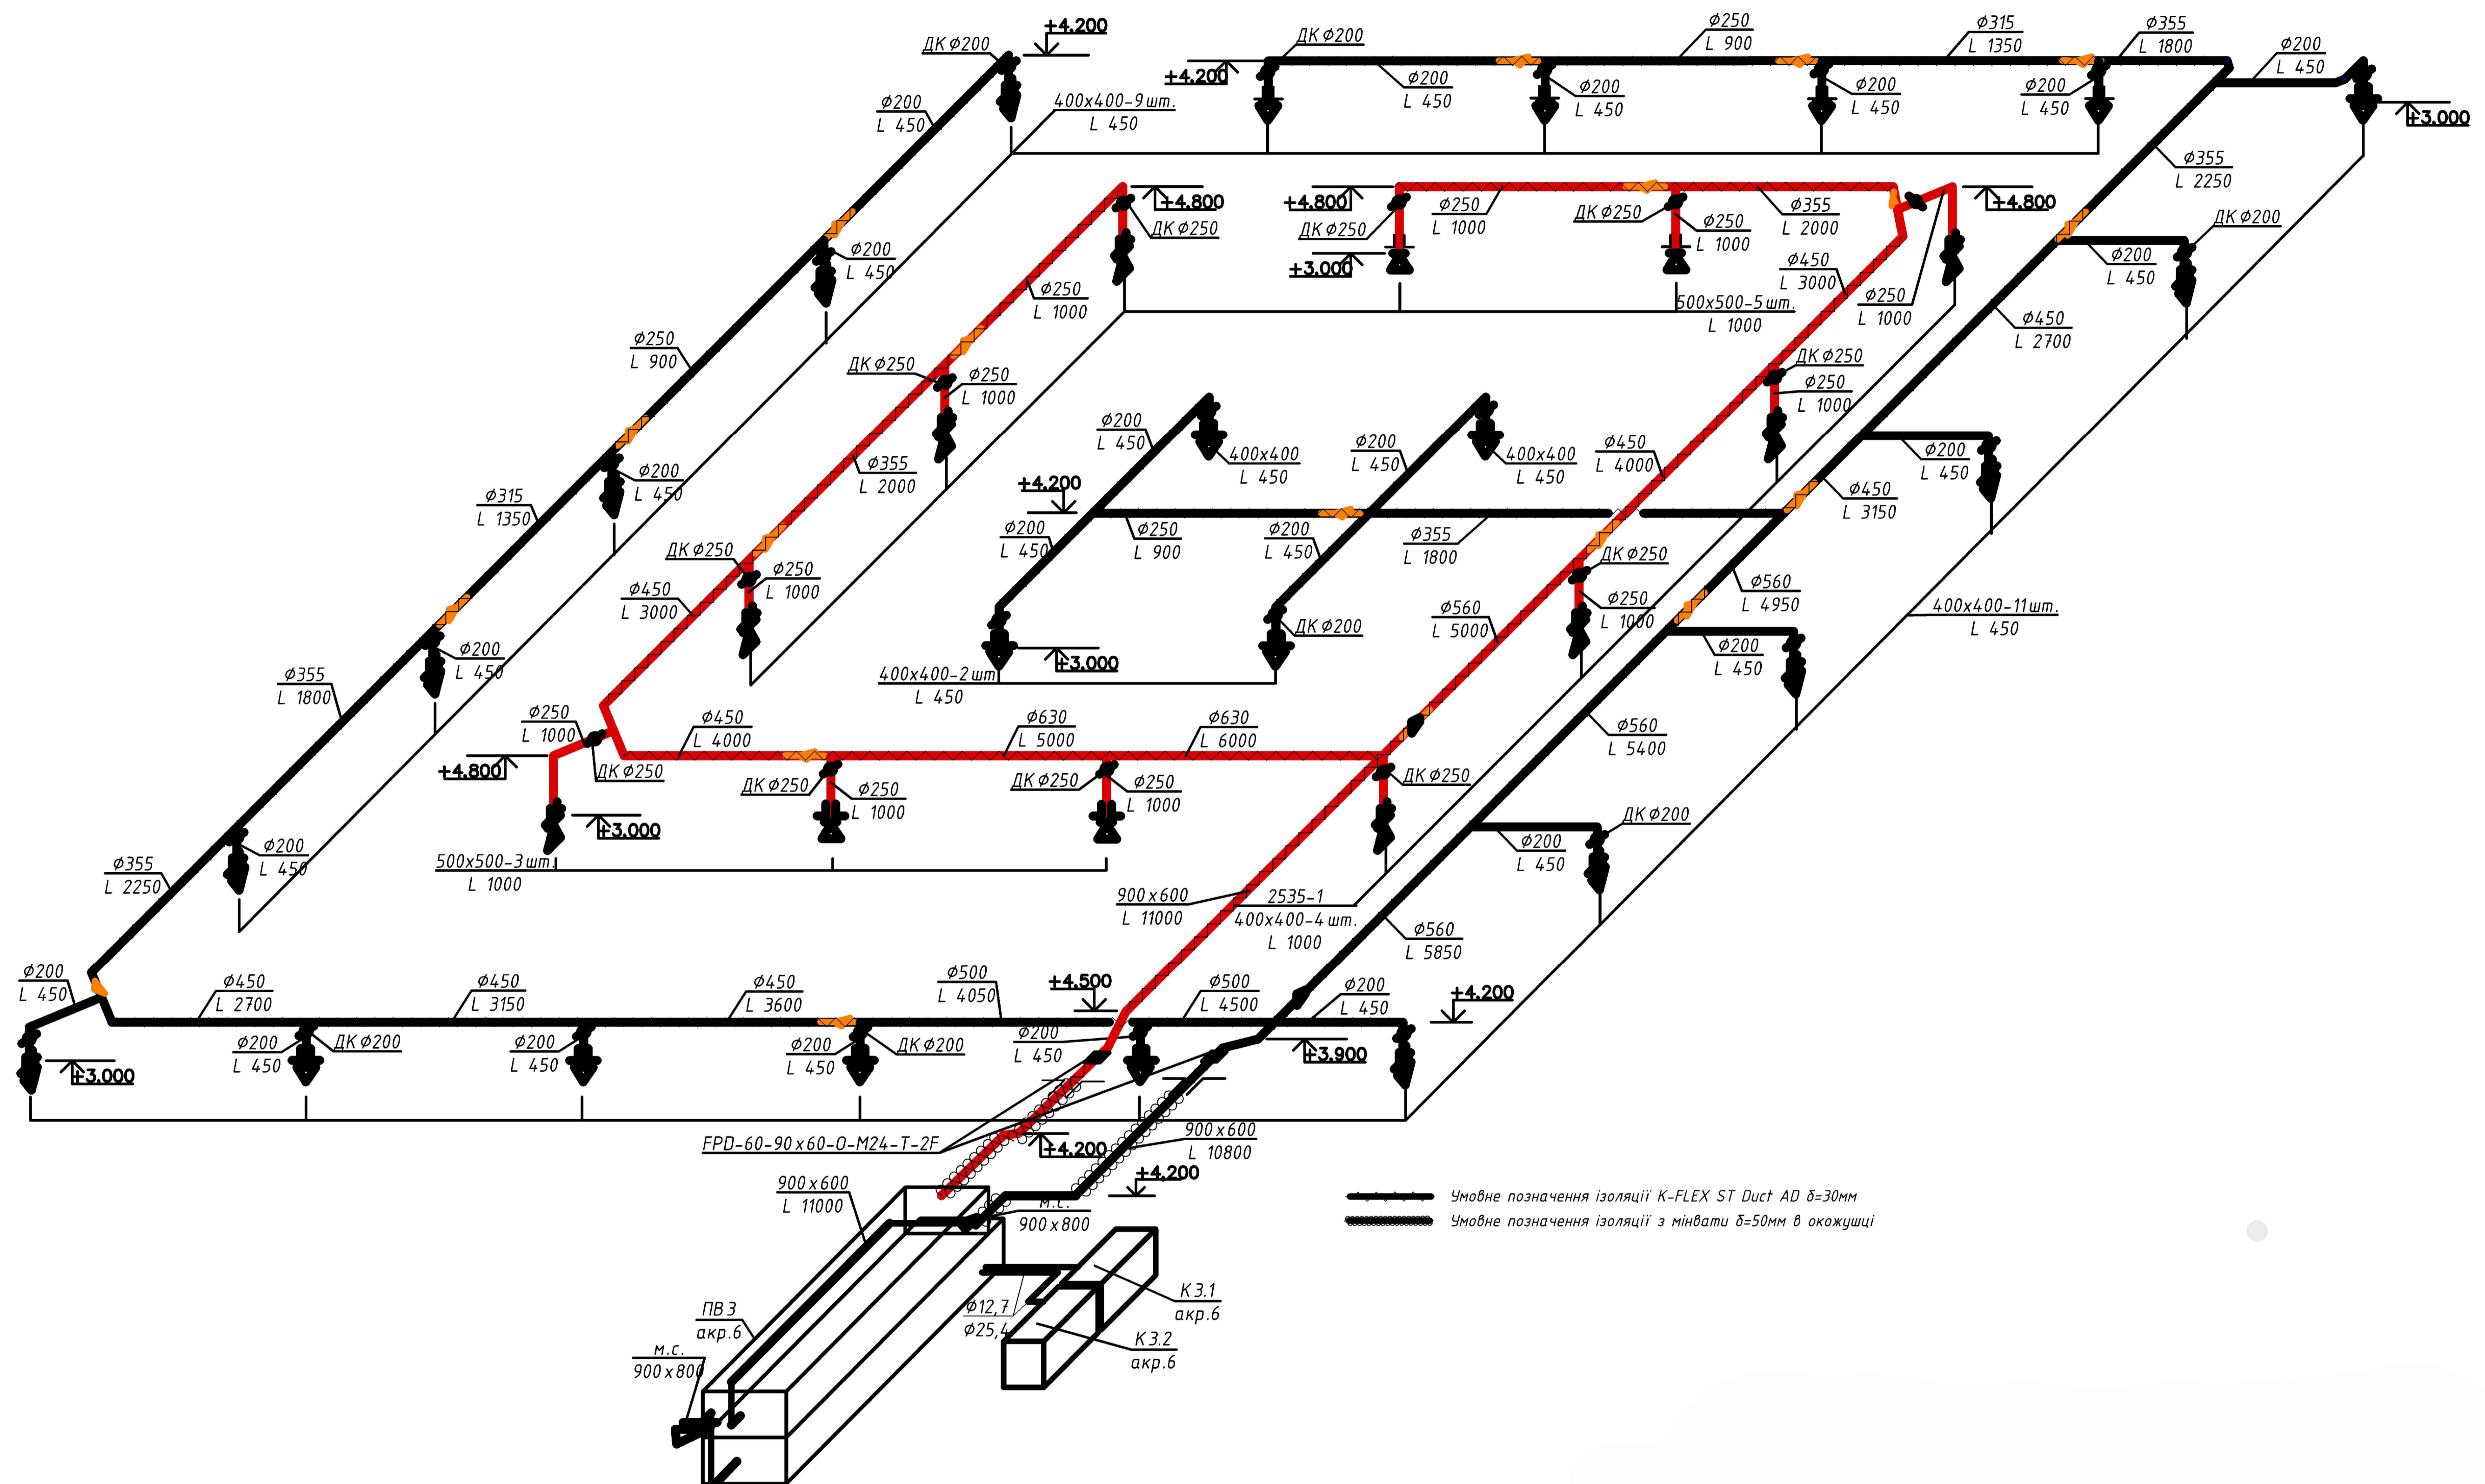 +4.200
ДК Ф200
Ф200
L 450
400x400-9 шт.
L 450
+4.200
ДК Ф200
Ф200
L 450
Ф250
L 900
Ф200
L 450
Ф315
L 1350
Ф200
L 450
Ф355
L 1800
Ф200
L 450
Ф200
L 450
+3.000
Ф355
L 2250
ДК Ф200
Ф200
L 450
Ф450
L 2700
Ф200
L 450
Ф200
L 450
Ф250
L 900
Ф200
L 450
Ф315
L 1350
Ф200
L 450
Ф355
L 1800
Ф200
L 450
Ф355
L 2250
+4.800
ДК Ф250
Ф250
L 1000
ДК Ф250
Ф250
L 1000
Ф355
L 2000
ДК Ф250
Ф250
L 1000
Ф450
L 3000
+4.800
ДК Ф250
+3.000
Ф250
L 1000
ДК Ф250
Ф250
L 1000
Ф355
L 2000
+4.800
Ф450
L 3000
Ф250
L 1000
500x500-5 шт.
L 1000
ДК Ф250
Ф250
L 1000
Ф450
L 4000
Ф200
L 450
400x400
L 450
Ф200
L 450
400x400
L 450
+4.200
Ф200
L 450
Ф250
L 900
Ф200
L 450
Ф355
L 1800
ДК Ф250
Ф250
L 1000
Ф560
L 5000
+3.000
ДК Ф200
400x400-2 шт
L 450
Ф200
L 450
Ф450
L 3150
Ф560
L 4950
400x400-11 шт.
L 450
Ф200
L 450
Ф560
L 5400
ДК Ф200
Ф200
L 450
Ф560
L 5850
Ф250
L 1000
ДК Ф250
+4.800
+3.000
Ф450
L 4000
ДК Ф250
Ф250
L 1000
Ф630
L 5000
ДК Ф250
Ф250
L 1000
Ф630
L 6000
ДК Ф250
500x500-3 шт.
L 1000
900x600
L 11000
2535-1
400x400-4 шт.
L 1000
Ф200
L 450
+3.000
Ф450
L 2700
Ф200
L 450
ДК Ф200
Ф450
L 3150
Ф200
L 450
Ф450
L 3600
Ф200
L 450
ДК Ф200
Ф500
L 4050
+4.500
Ф200
L 450
Ф500
L 4500
Ф200
L 450
+4.200
+3.900
FPD-60-90x60-O-M24-T-2F
+4.200
900x600
L 10800
+4.200
900x600
L 11000
м.с.
900x800
Умовне позначення ізоляції K-FLEX ST Duct AD δ=30мм
Умовне позначення ізоляції з мінвати δ=50мм в окожушці
ПВ 3
акр.6
м.с.
900x800
Ф12,7
Ф25,4
К 3.1
акр.6
К 3.2
акр.6